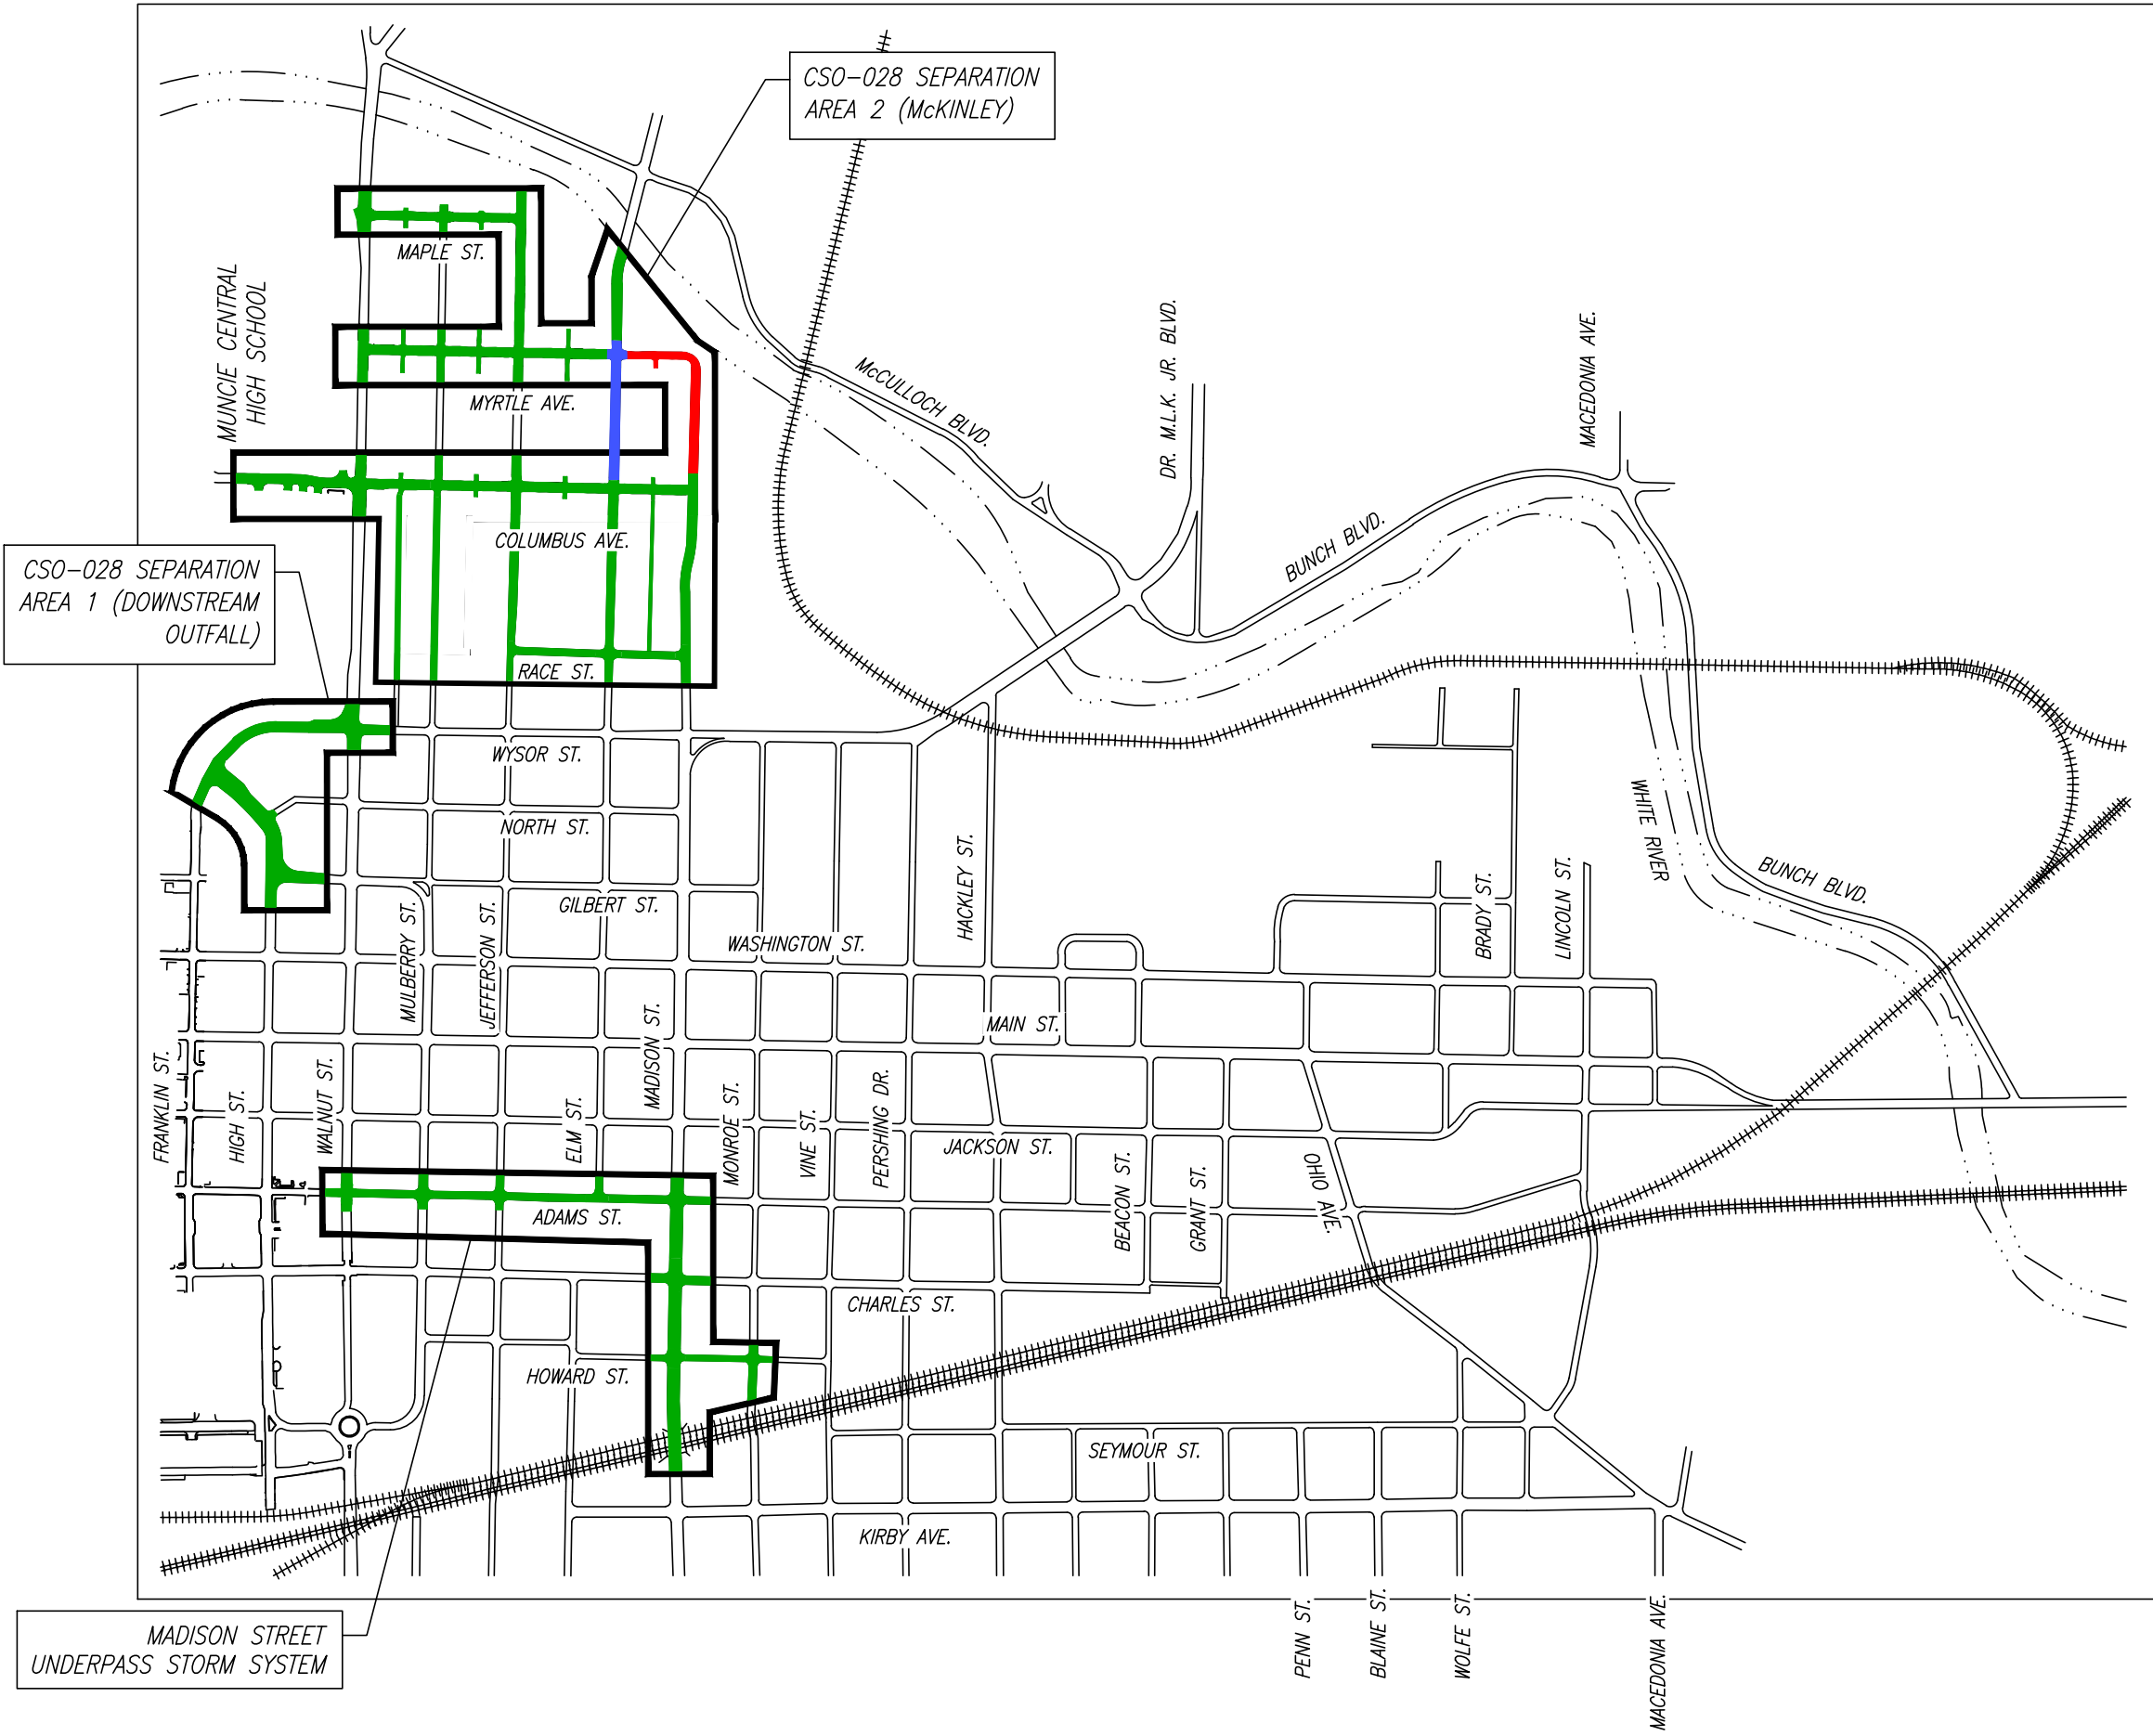 CSO-028 SEPARATION
AREA 2 (McKINLEY)
MAPLE ST.
MUNCIE CENTRAL
HIGH SCHOOL
MYRTLE AVE.
McCULLOCH BLVD.
DR. M.L.K. JR. BLVD.
MACEDONIA AVE.
COLUMBUS AVE.
BUNCH BLVD.
CSO-028 SEPARATION
AREA 1 (DOWNSTREAM
OUTFALL)
RACE ST.
WYSOR ST.
NORTH ST.
WHITE RIVER
HACKLEY ST.
GILBERT ST.
BUNCH BLVD.
BRADY ST.
LINCOLN ST.
MULBERRY ST.
JEFFERSON ST.
WASHINGTON ST.
MAIN ST.
MADISON ST.
FRANKLIN ST.
HIGH ST.
WALNUT ST.
ELM ST.
MONROE ST.
VINE ST.
PERSHING DR.
JACKSON ST.
BEACON ST.
GRANT ST.
OHIO AVE.
ADAMS ST.
CHARLES ST.
HOWARD ST.
SEYMOUR ST.
KIRBY AVE.
MADISON STREET
UNDERPASS STORM SYSTEM
PENN ST.
BLAINE ST.
WOLFE ST.
MACEDONIA AVE.